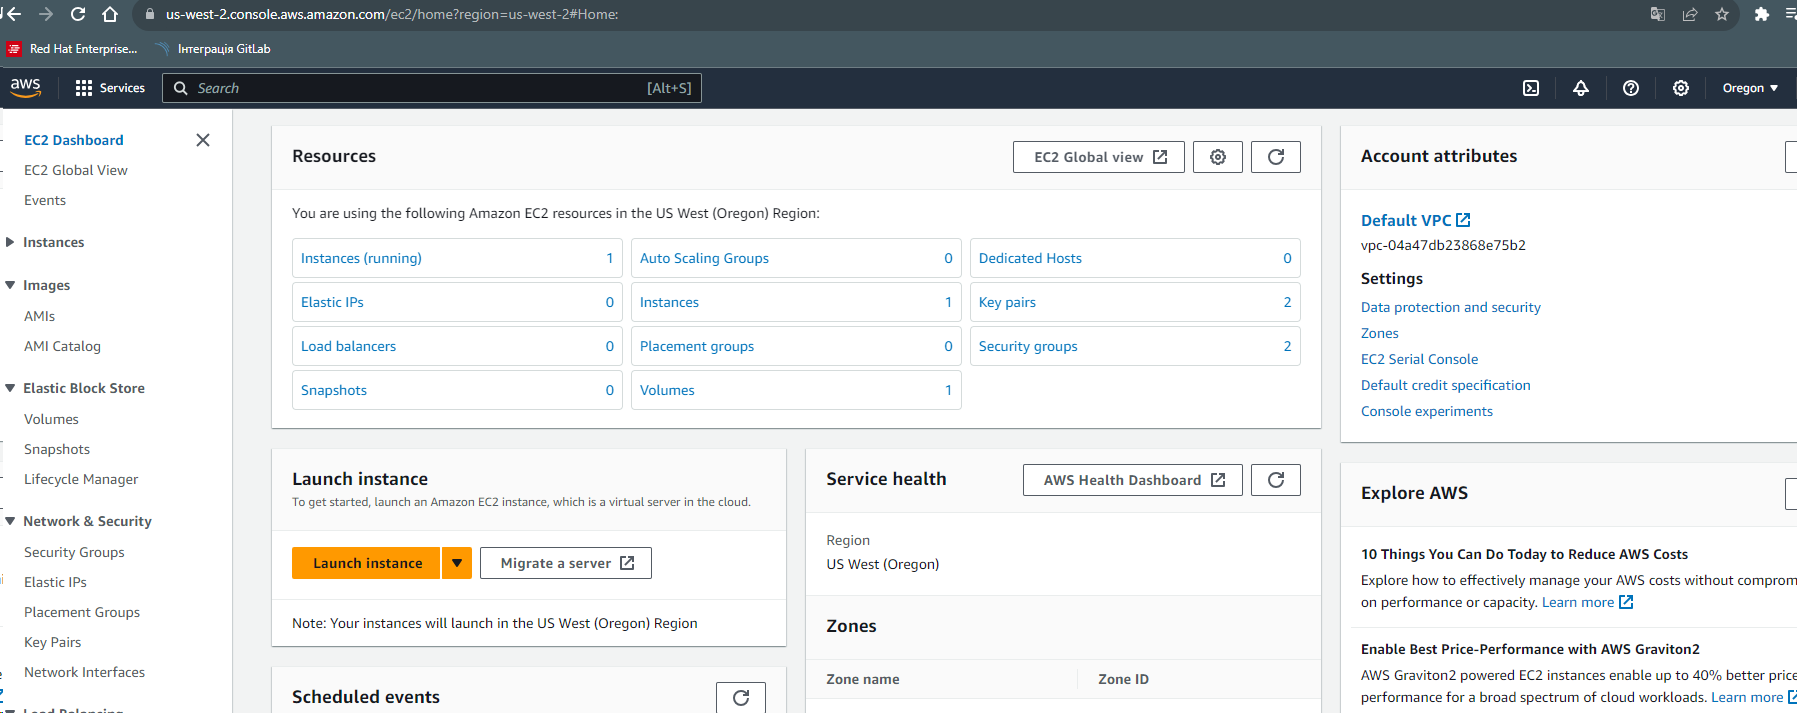 us-west-2.console.aws.amazon.com/ec2/home?region=us-west-2#Home:
Red Hat Enterprise...
Інтеграція GitLab
aws
Services
Search
[Alt+S]
Oregon
EC2 Dashboard
EC2 Global View
Events
Instances
Images
AMIs
AMI Catalog
Elastic Block Store
Volumes
Snapshots
Lifecycle Manager
Network & Security
Security Groups
Elastic IPs
Placement Groups
Key Pairs
Network Interfaces
Load Balancing
Resources
EC2 Global view
You are using the following Amazon EC2 resources in the US West (Oregon) Region:
Instances (running) 1
Auto Scaling Groups 0
Dedicated Hosts 0
Elastic IPs 0
Instances 1
Key pairs 2
Load balancers 0
Placement groups 0
Security groups 2
Snapshots 0
Volumes 1
Launch instance
To get started, launch an Amazon EC2 instance, which is a virtual server in the cloud.
Launch instance
Migrate a server
Note: Your instances will launch in the US West (Oregon) Region
Scheduled events
Service health
AWS Health Dashboard
Region
US West (Oregon)
Zones
Zone name
Zone ID
Account attributes
Default VPC
vpc-04a47db23868e75b2
Settings
Data protection and security
Zones
EC2 Serial Console
Default credit specification
Console experiments
Explore AWS
10 Things You Can Do Today to Reduce AWS Costs
Explore how to effectively manage your AWS costs without comprom
on performance or capacity. Learn more
Enable Best Price-Performance with AWS Graviton2
AWS Graviton2 powered EC2 instances enable up to 40% better price
performance for a broad spectrum of cloud workloads. Learn more